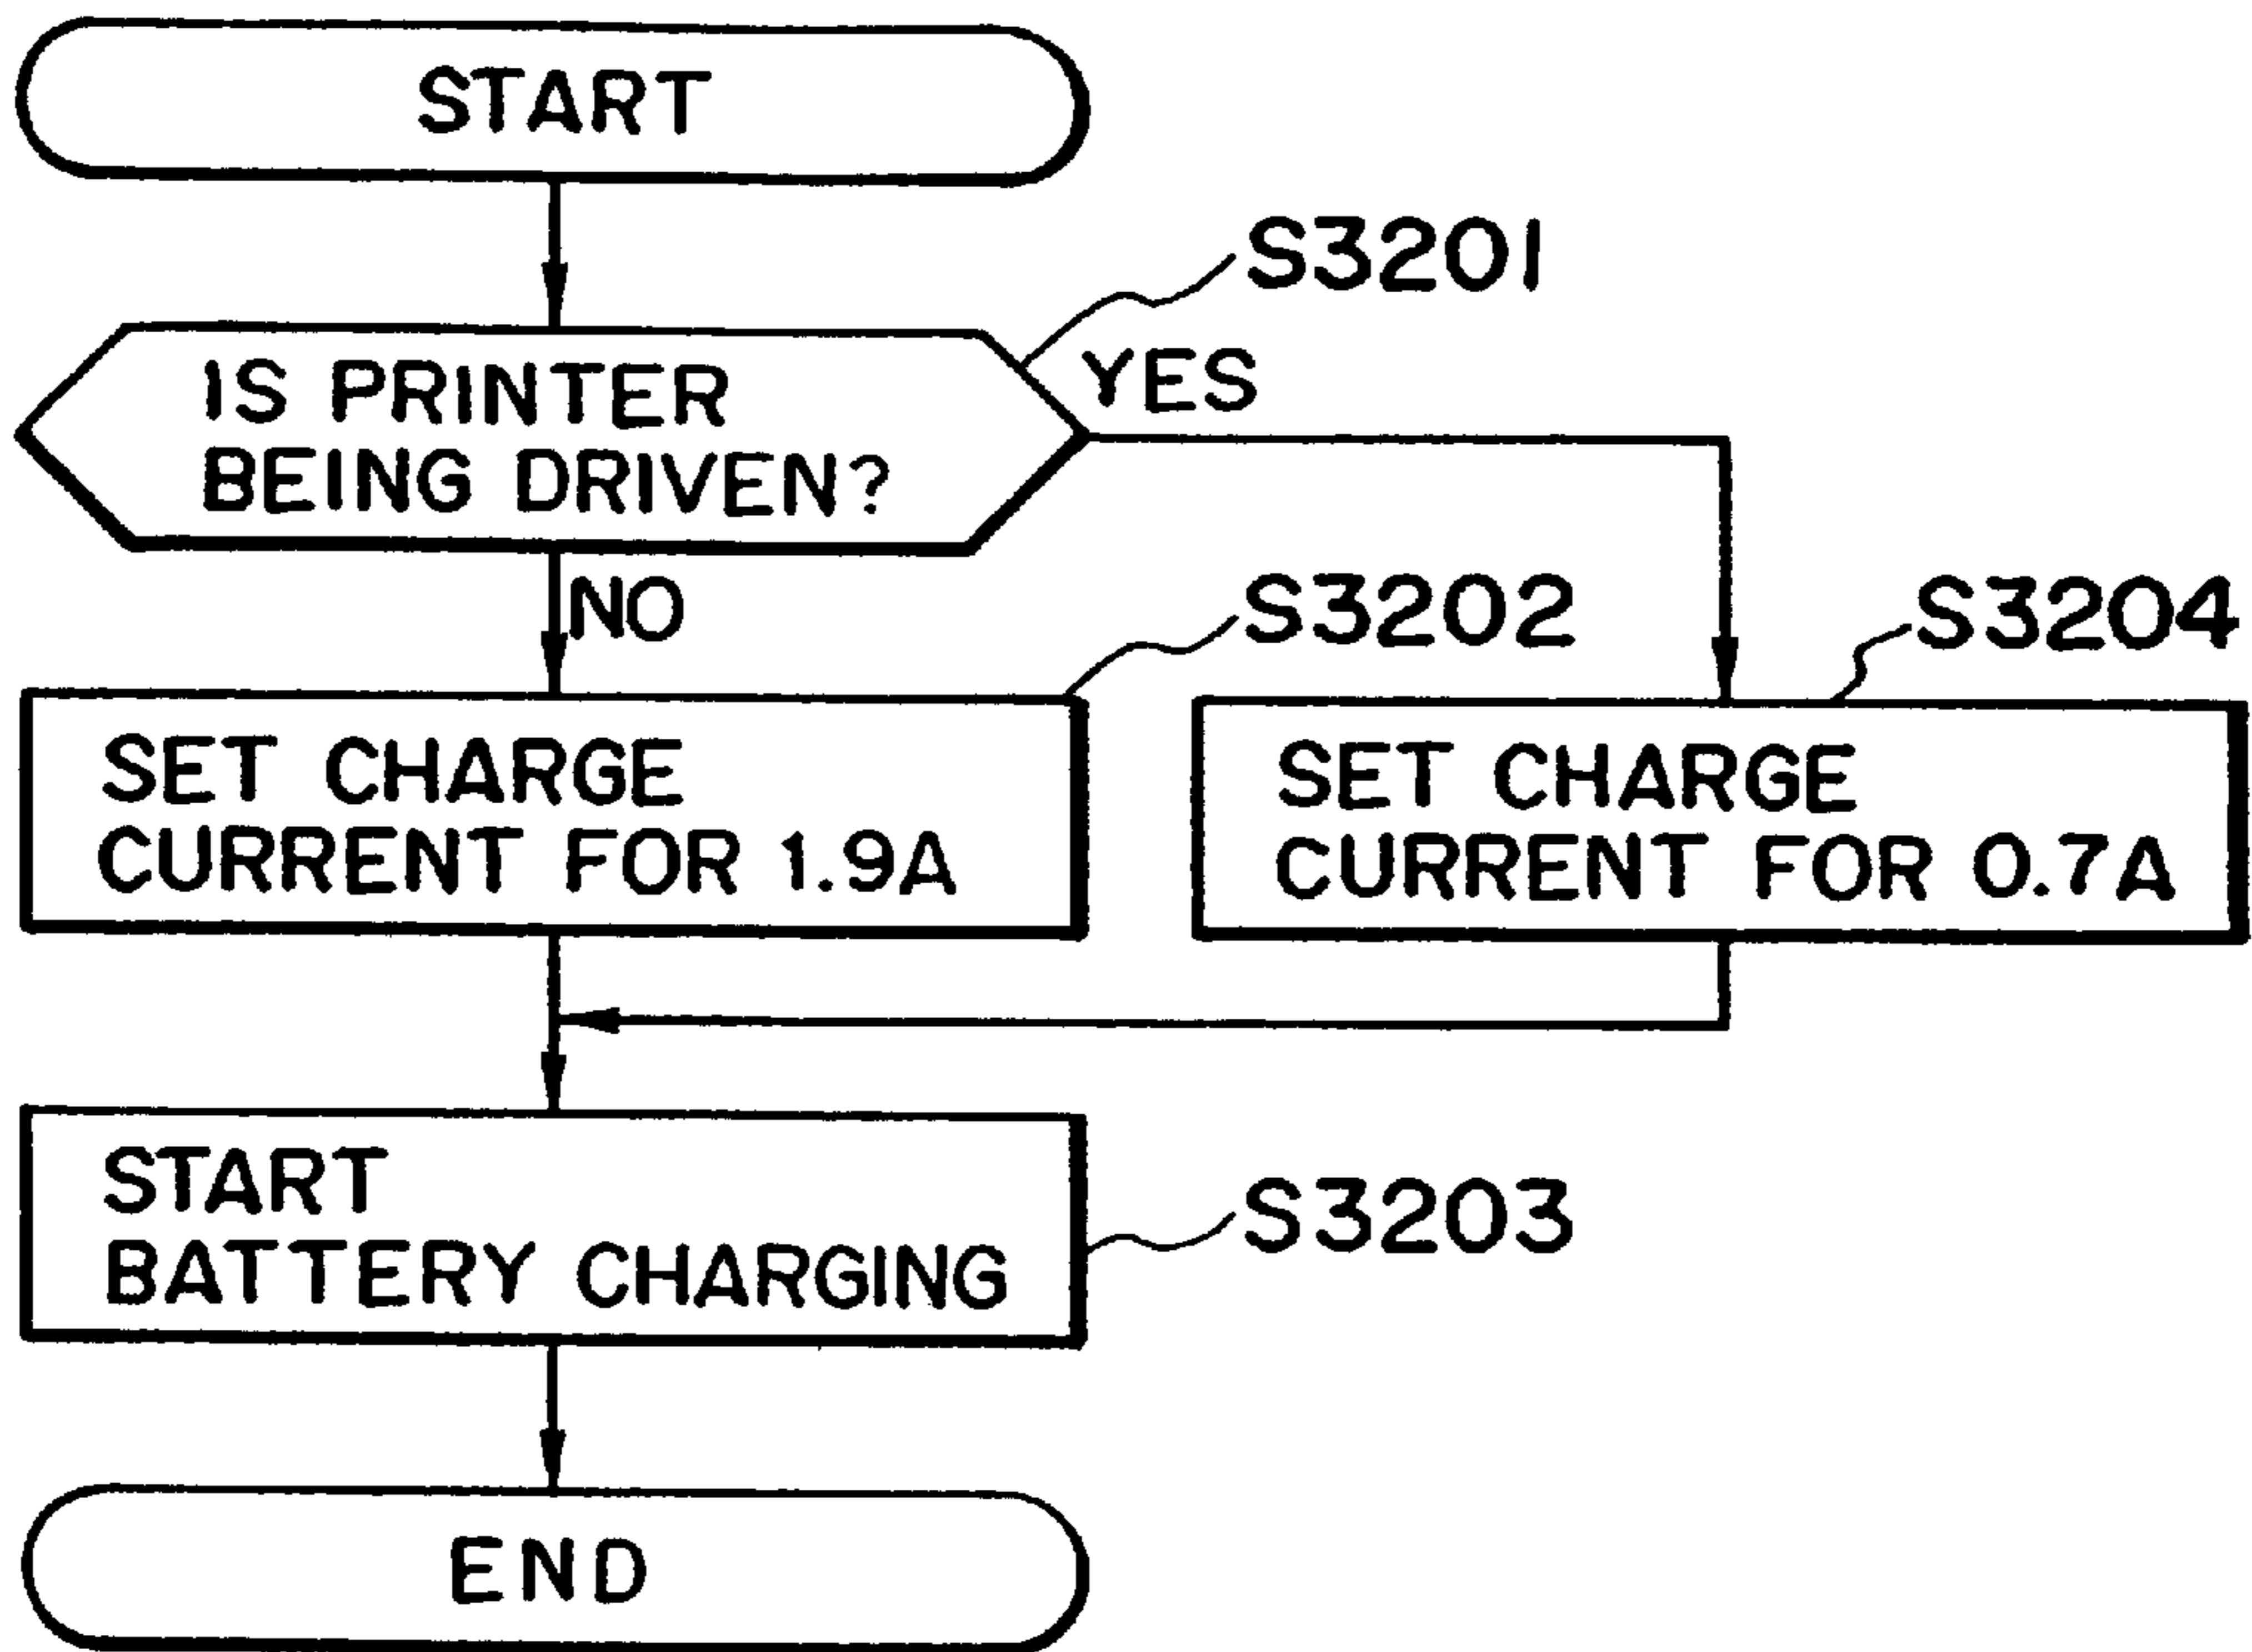 START
S3201
IS PRINTER
BEING DRIVEN?
YES
NO
S3202
S3204
SET CHARGE
CURRENT FOR 1.9A
SET CHARGE
CURRENT FOR 0.7A
START
BATTERY CHARGING
S3203
END